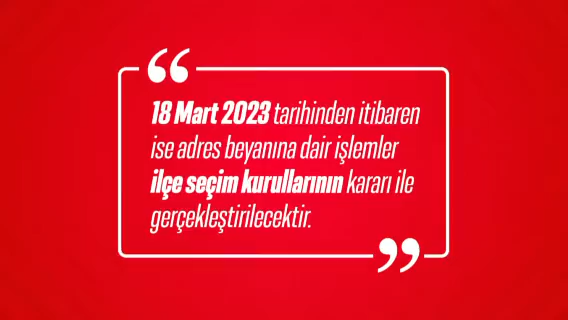 18 Mart 2023 tarihinden itibaren
ise adres beyanına dair işlemler
ilçe seçim kurullarının kararı ile
gerçekleştirilecektir.